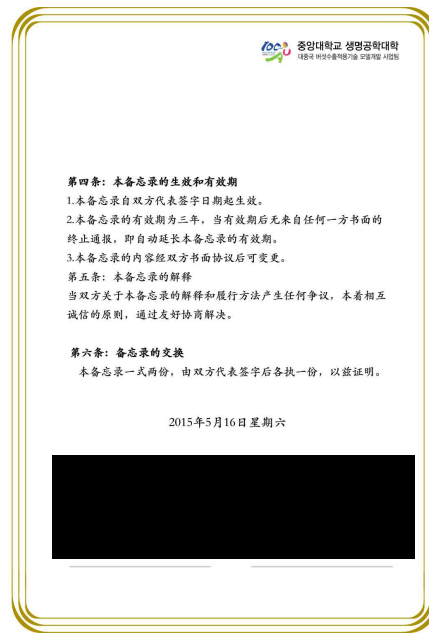 100 CAU
중앙대학교 생명공학대학
대중국 버섯수출적용기술 모델개발 사업팀
第四条：本备忘录的生效和有效期
1.本备忘录自双方代表签字日期起生效。
2.本备忘录的有效期为三年，当有效期后无来自任何一方书面的
终止通报，即自动延长本备忘录的有效期。
3.本备忘录的内容经双方书面协议后可变更。
第五条：本备忘录的解释
当双方关于本备忘录的解释和履行方法产生任何争议，本着相互
诚信的原则，通过友好协商解决。
第六条：备忘录的交换
本备忘录一式两份，由双方代表签字后各执一份，以兹证明。
2015年5月16日星期六